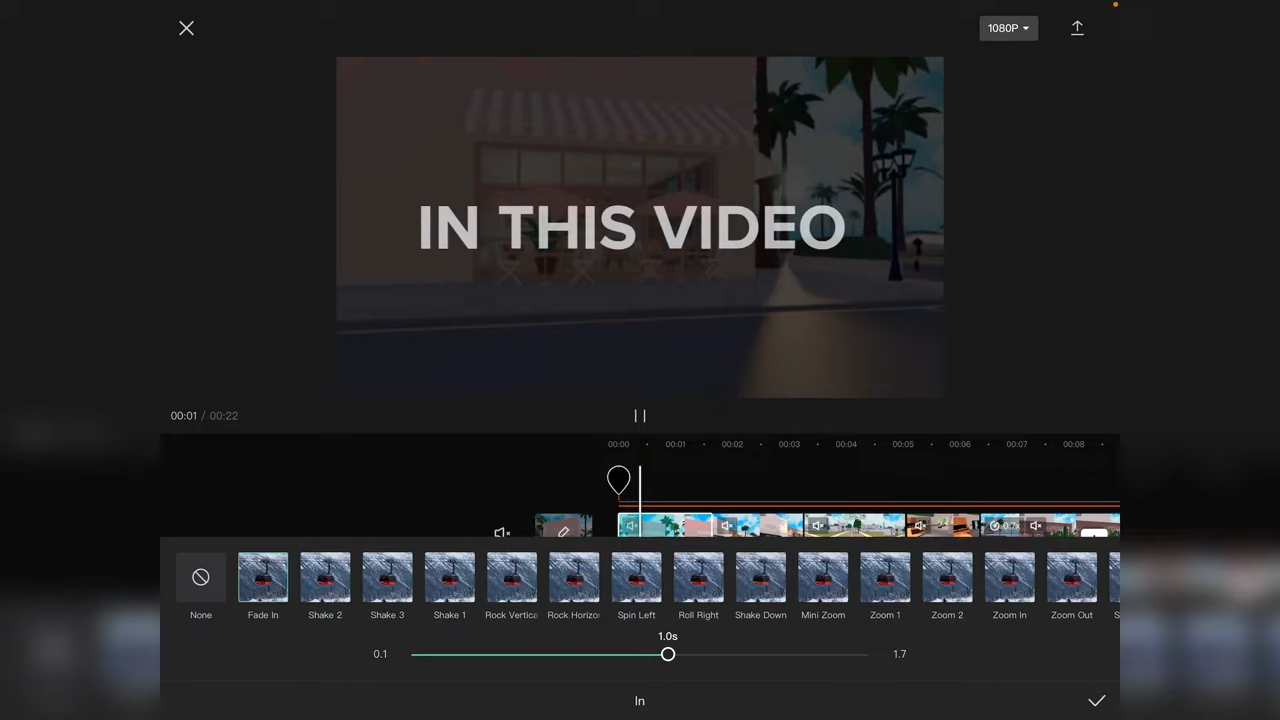 1080P
IN THIS VIDEO
00:01 / 00:22
00:00 00:01 00:02 00:03 00:04 00:05 00:06 00:07 00:08
0.7x
None Fade In Shake 2 Shake 3 Shake 1 Rock Vertica Rock Horizo Spin Left Roll Right Shake Down Mini Zoom Zoom 1 Zoom 2 Zoom In Zoom Out S
1.0s
0.1 1.7
In